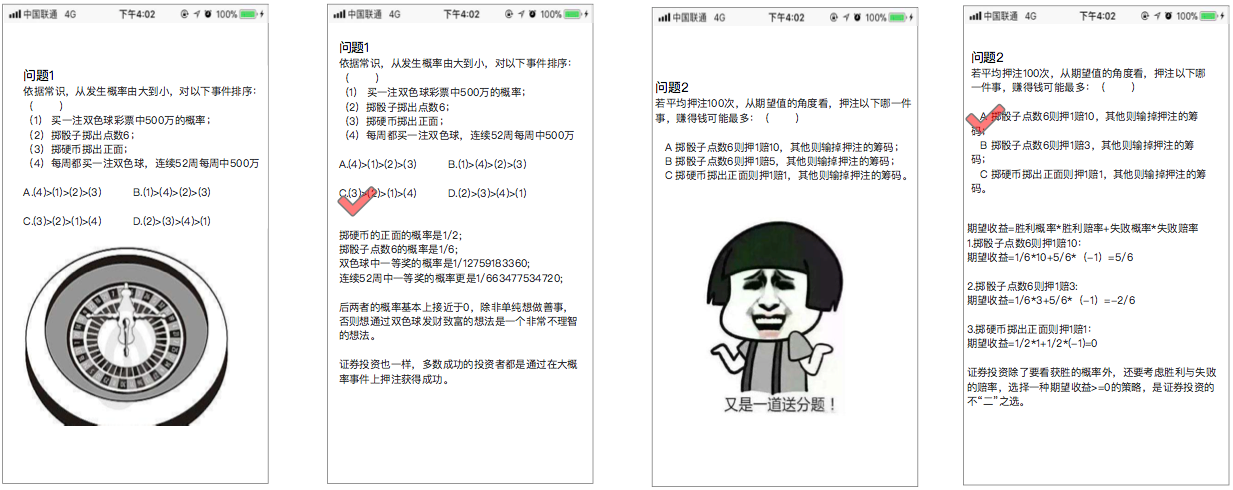 中国联通 4G 下午4:02 100%
问题1
依据常识，从发生概率由大到小，对以下事件排序：
（ ）
（1） 买一注双色球彩票中500万的概率；
（2）掷骰子掷出点数6；
（3）掷硬币掷出正面；
（4）每周都买一注双色球，连续52周每周中500万
A.(4)>(1)>(2)>(3) B.(1)>(4)>(2)>(3)
C.(3)>(2)>(1)>(4) D.(2)>(3)>(4)>(1)
中国联通 4G 下午4:02 100%
问题1
依据常识，从发生概率由大到小，对以下事件排序：
（ ）
（1） 买一注双色球彩票中500万的概率；
（2）掷骰子掷出点数6；
（3）掷硬币掷出正面；
（4）每周都买一注双色球，连续52周每周中500万
A.(4)>(1)>(2)>(3) B.(1)>(4)>(2)>(3)
C.(3)>(2)>(1)>(4) D.(2)>(3)>(4)>(1)
掷硬币的正面的概率是1/2；
掷骰子点数6的概率是1/6；
双色球中一等奖的概率是1/12759183360;
连续52周中一等奖的概率更是1/663477534720;
后两者的概率基本上接近于0，除非单纯想做善事，
否则想通过双色球发财致富的想法是一个非常不理智
的想法。
证券投资也一样，多数成功的投资者都是通过在大概
率事件上押注获得成功。
中国联通 4G 下午4:02 100%
问题2
若平均押注100次，从期望值的角度看，押注以下哪一件
事，赚得钱可能最多：（ ）
A 掷骰子点数6则押1赔10，其他则输掉押注的筹码；
B 掷骰子点数6则押1赔5，其他则输掉押注的筹码；
C 掷硬币掷出正面则押1赔1，其他则输掉押注的筹码。
又是一道送分题！
中国联通 4G 下午4:02 100%
问题2
若平均押注100次，从期望值的角度看，押注以下哪
一件事，赚得钱可能最多：（ ）
A 掷骰子点数6则押1赔10，其他则输掉押注的筹
码；
B 掷骰子点数6则押1赔3，其他则输掉押注的筹
码；
C 掷硬币掷出正面则押1赔1，其他则输掉押注的筹
码。
期望收益=胜利概率*胜利赔率+失败概率*失败赔率
1.掷骰子点数6则押1赔10：
期望收益=1/6*10+5/6*（-1）=5/6
2.掷骰子点数6则押1赔3:
期望收益=1/6*3+5/6*（-1）=-2/6
3.掷硬币掷出正面则押1赔1：
期望收益=1/2*1+1/2*(-1)=0
证券投资除了要看获胜的概率外，还要考虑胜利与失败
的赔率，选择一种期望收益>=0的策略，是证券投资的
不“二”之选。